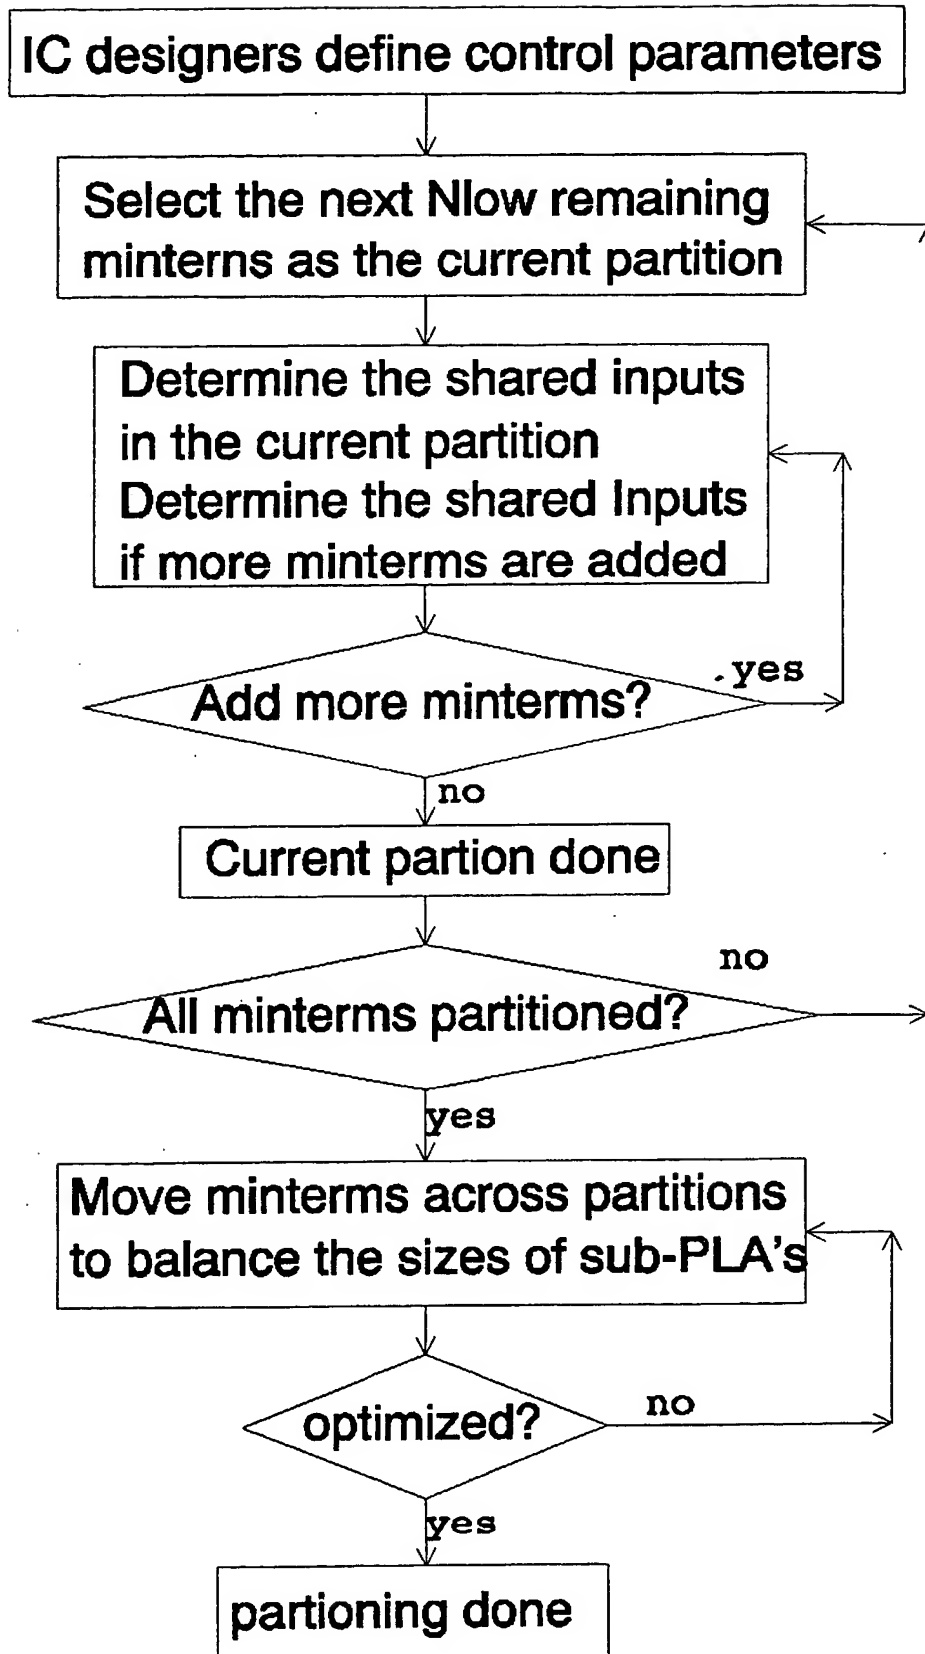 IC designers define control parameters
Select the next Nlow remaining
minterns as the current partition
Determine the shared inputs
in the current partition
Determine the shared Inputs
if more minterms are added
Add more minterms?
.yes
no
Current partion done
All minterms partitioned?
no
yes
Move minterms across partitions
to balance the sizes of sub-PLA's
optimized?
no
yes
partioning done